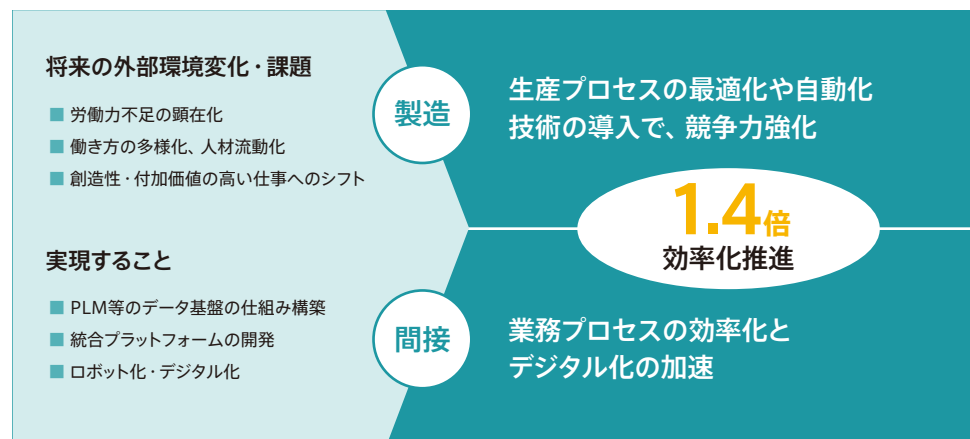 将来の外部環境変化・課題
■ 労働力不足の顕在化
■ 働き方の多様化、人材流動化
■ 創造性・付加価値の高い仕事へのシフト
実現すること
■ PLM等のデータ基盤の仕組み構築
■ 統合プラットフォームの開発
■ ロボット化・デジタル化
製造
生産プロセスの最適化や自動化
技術の導入で、競争力強化
1.4倍
効率化推進
間接
業務プロセスの効率化と
デジタル化の加速